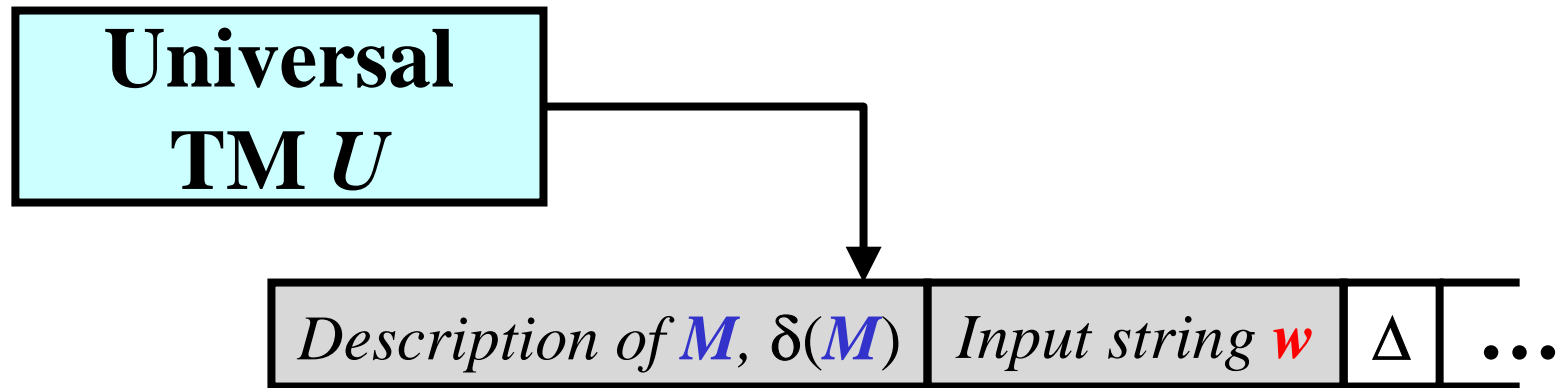 Universal
TM U
Description of M, δ(M) Input string w Δ ...